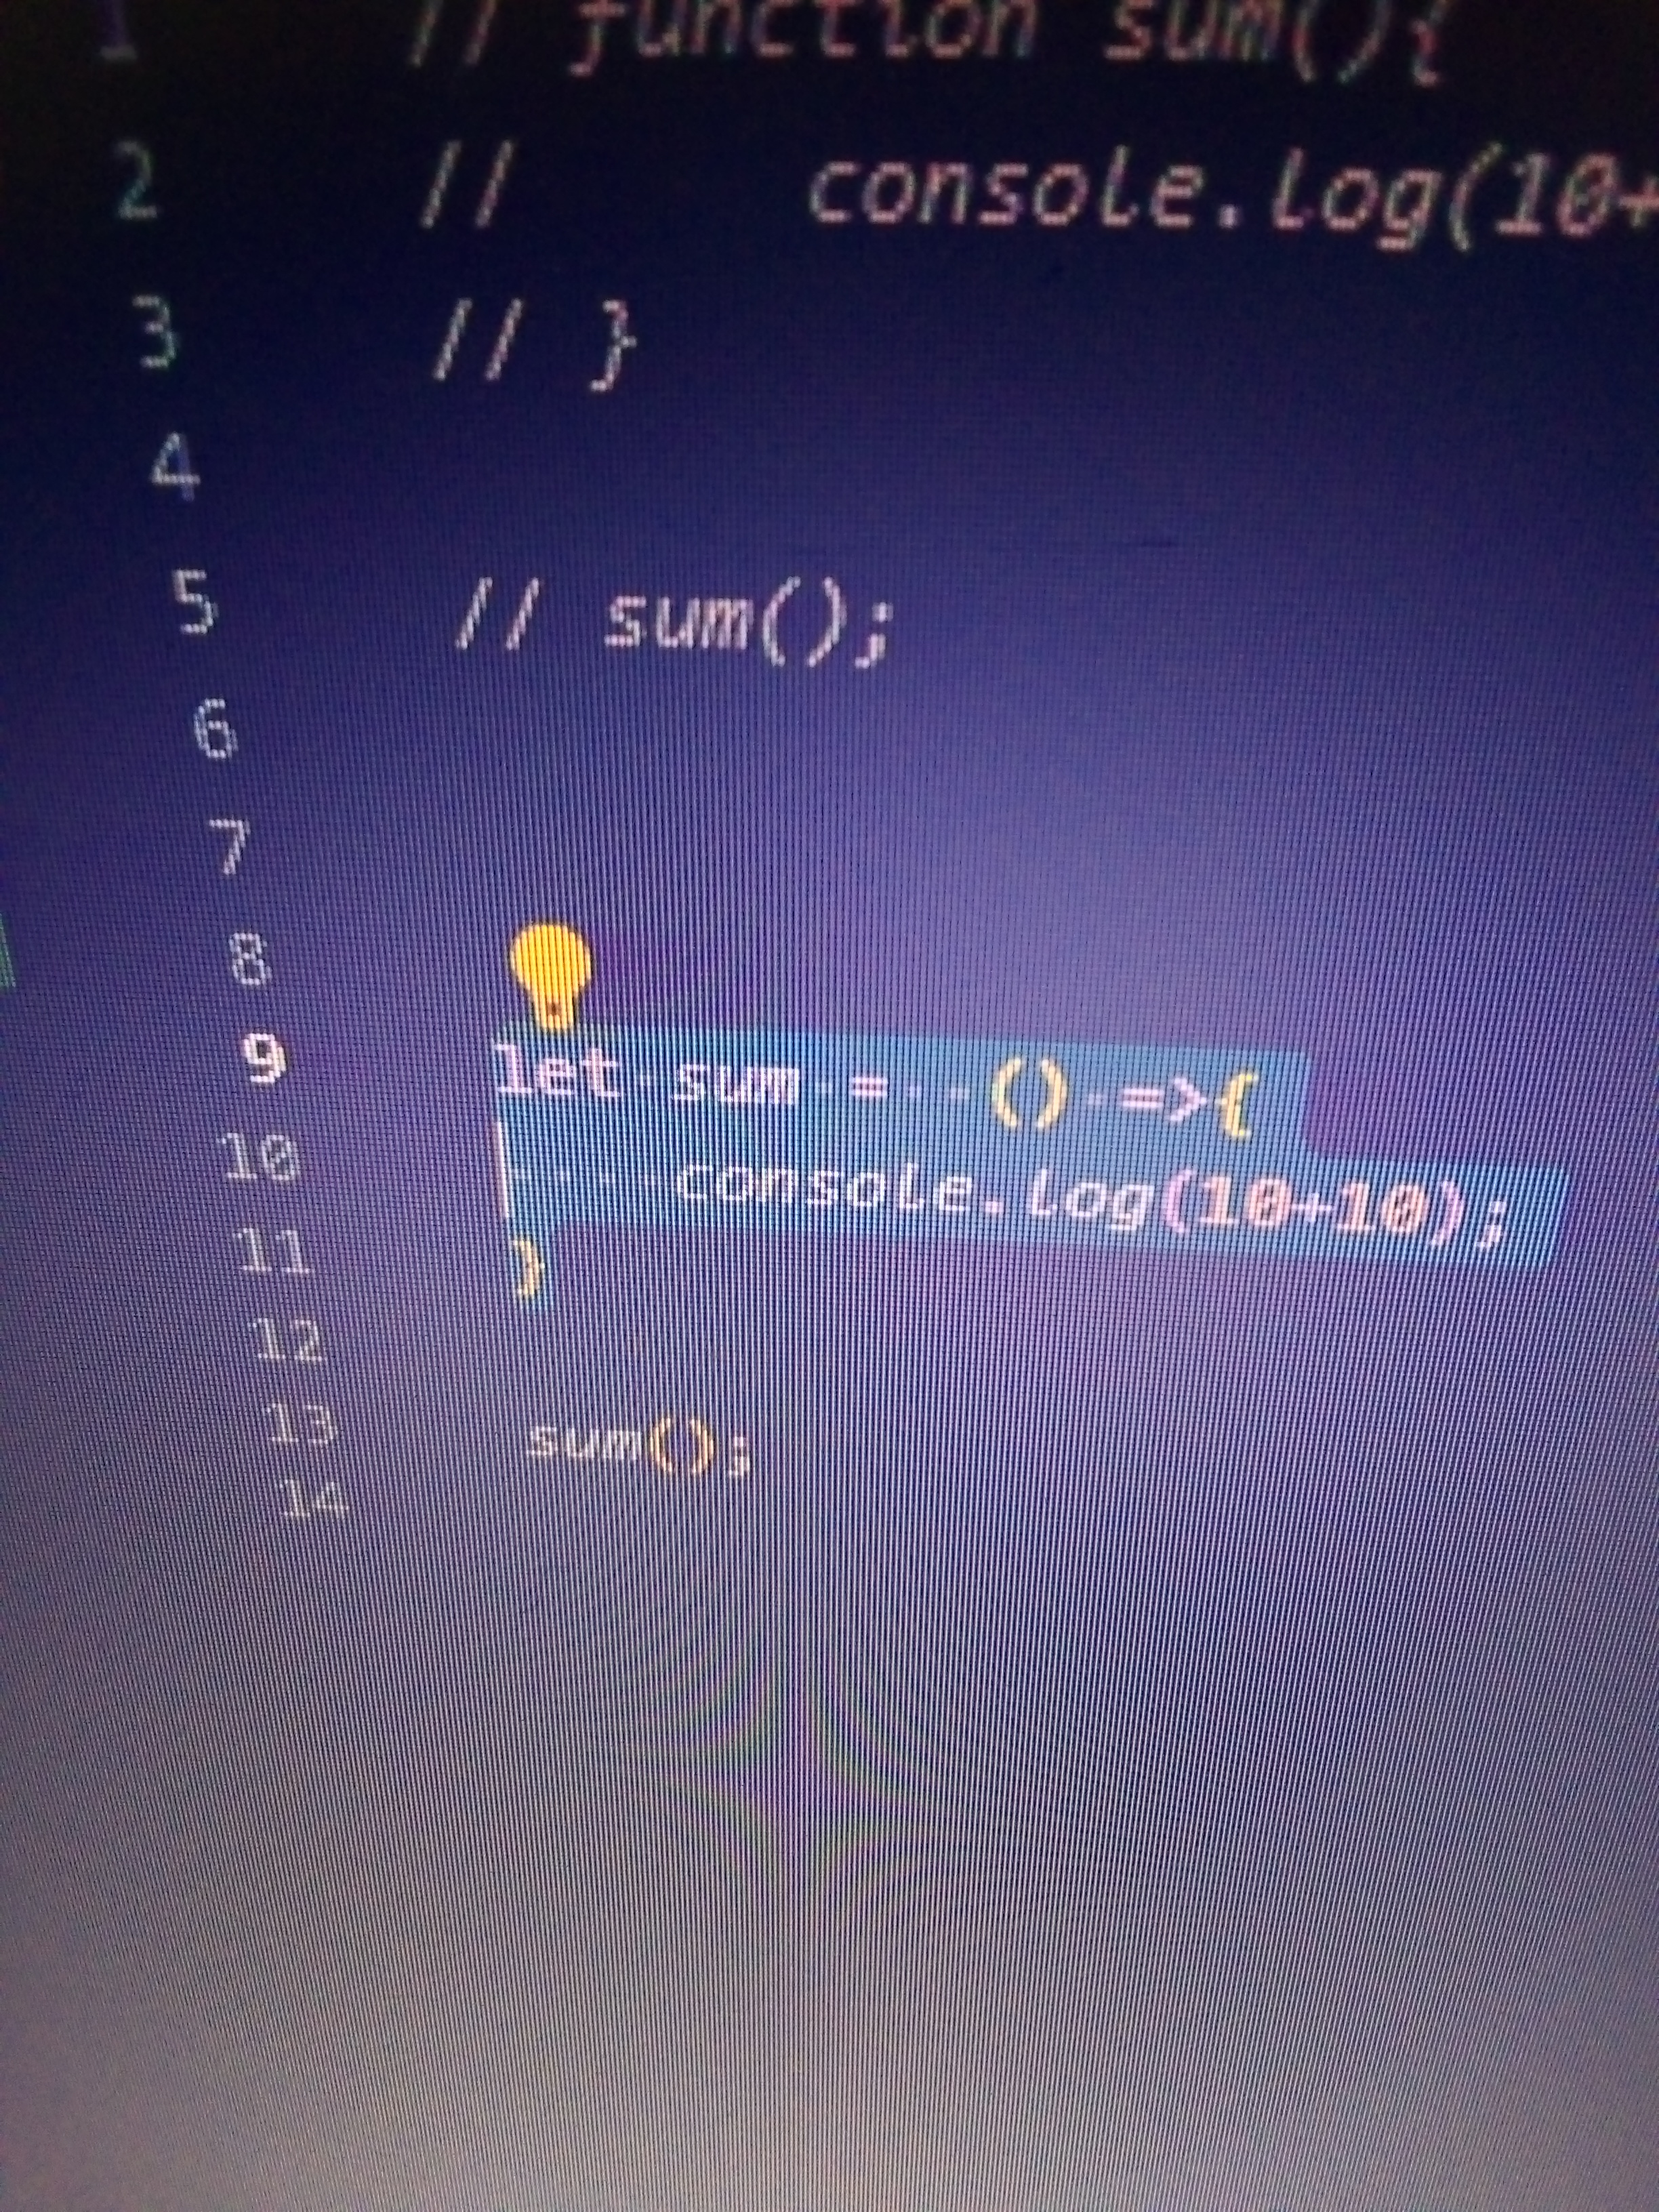 1 // function sum(){
2 // console.log(10+
3 // }
4
5 // sum();
6
7
8
9 let sum = () =>{
10 console.log(10+10);
11 }
12
13 sum();
14